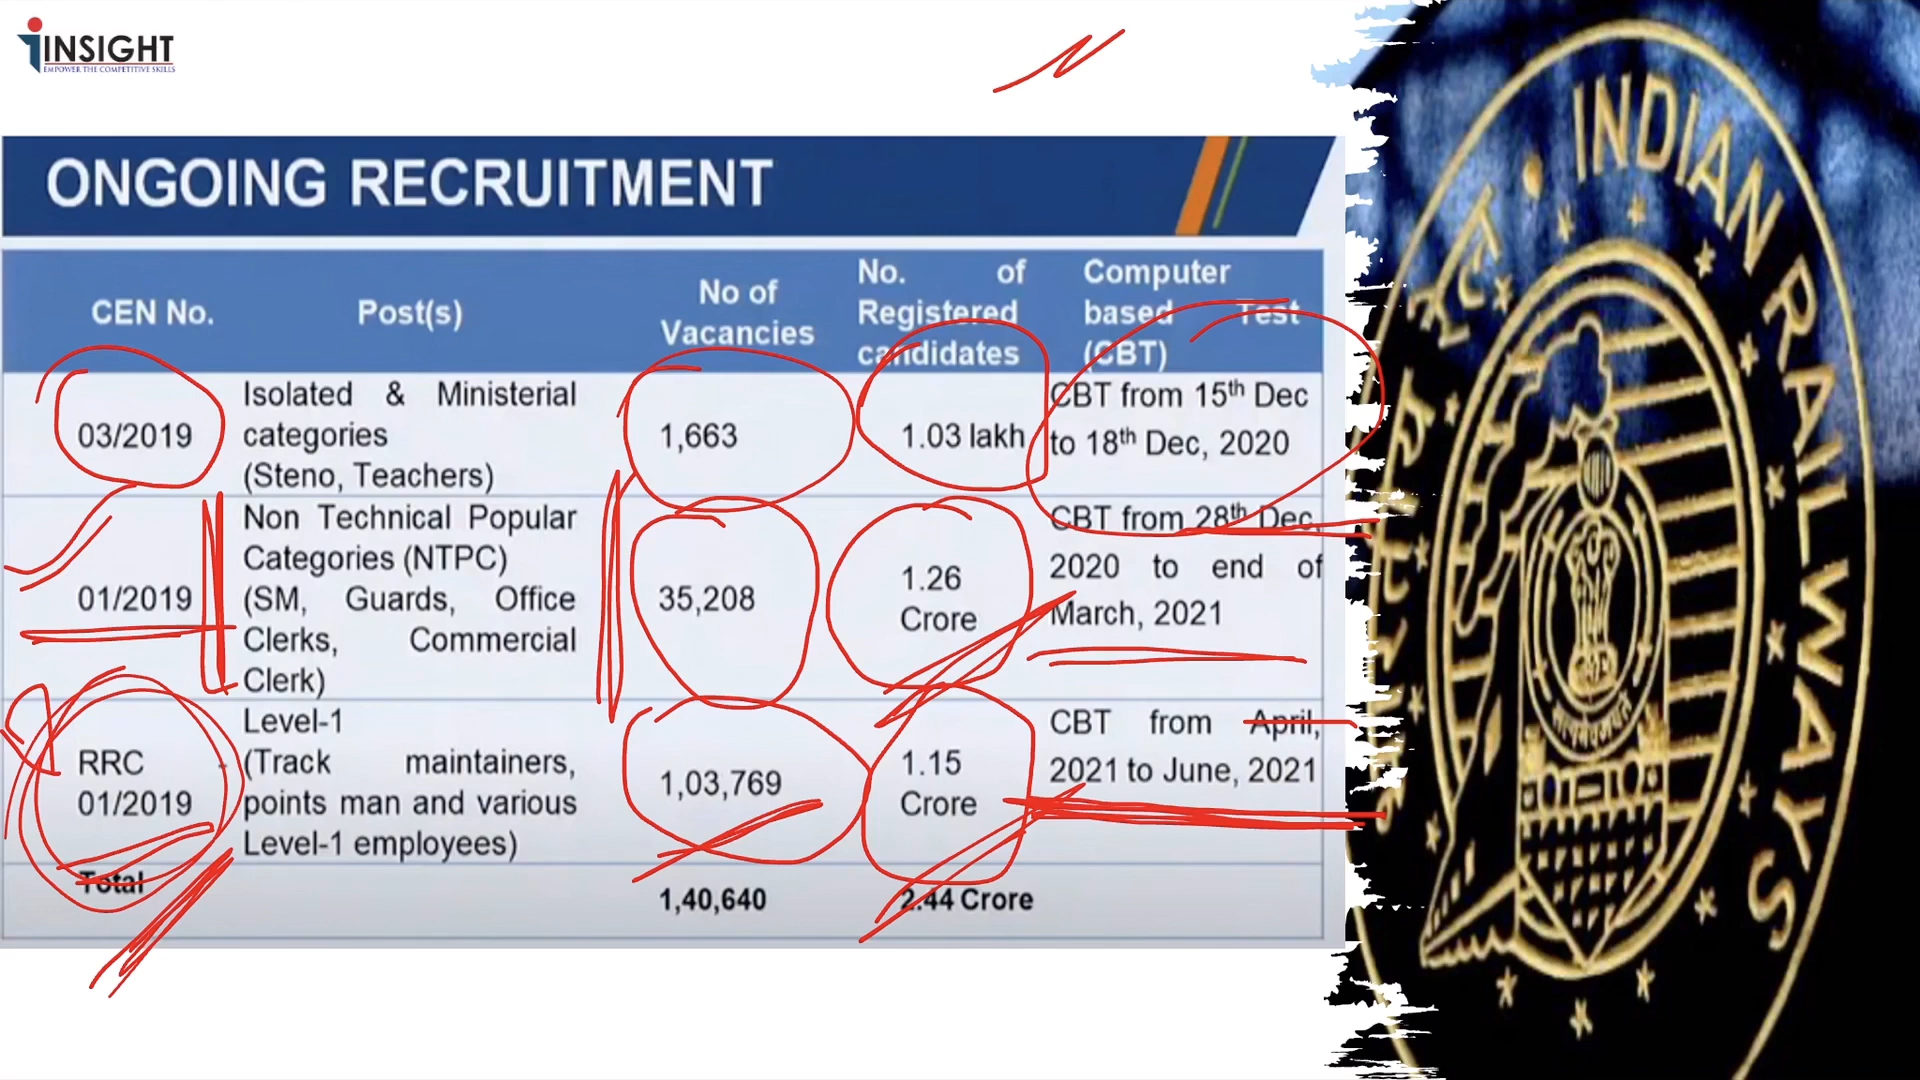 INSIGHT
EMPOWER THE COMPETITIVE SKILLS
ONGOING RECRUITMENT
CEN No. Post(s) No of Vacancies No. of Registered candidates Computer based Test (CBT)
03/2019 Isolated & Ministerial categories (Steno, Teachers) 1,663 1.03 lakh CBT from 15th Dec to 18th Dec, 2020
01/2019 Non Technical Popular Categories (NTPC) (SM, Guards, Office Clerks, Commercial Clerk) 35,208 1.26 Crore CBT from 28th Dec, 2020 to end of March, 2021
RRC - 01/2019 Level-1 (Track maintainers, points man and various Level-1 employees) 1,03,769 1.15 Crore CBT from April, 2021 to June, 2021
Total 1,40,640 2.44 Crore
INDIAN RAILWAYS